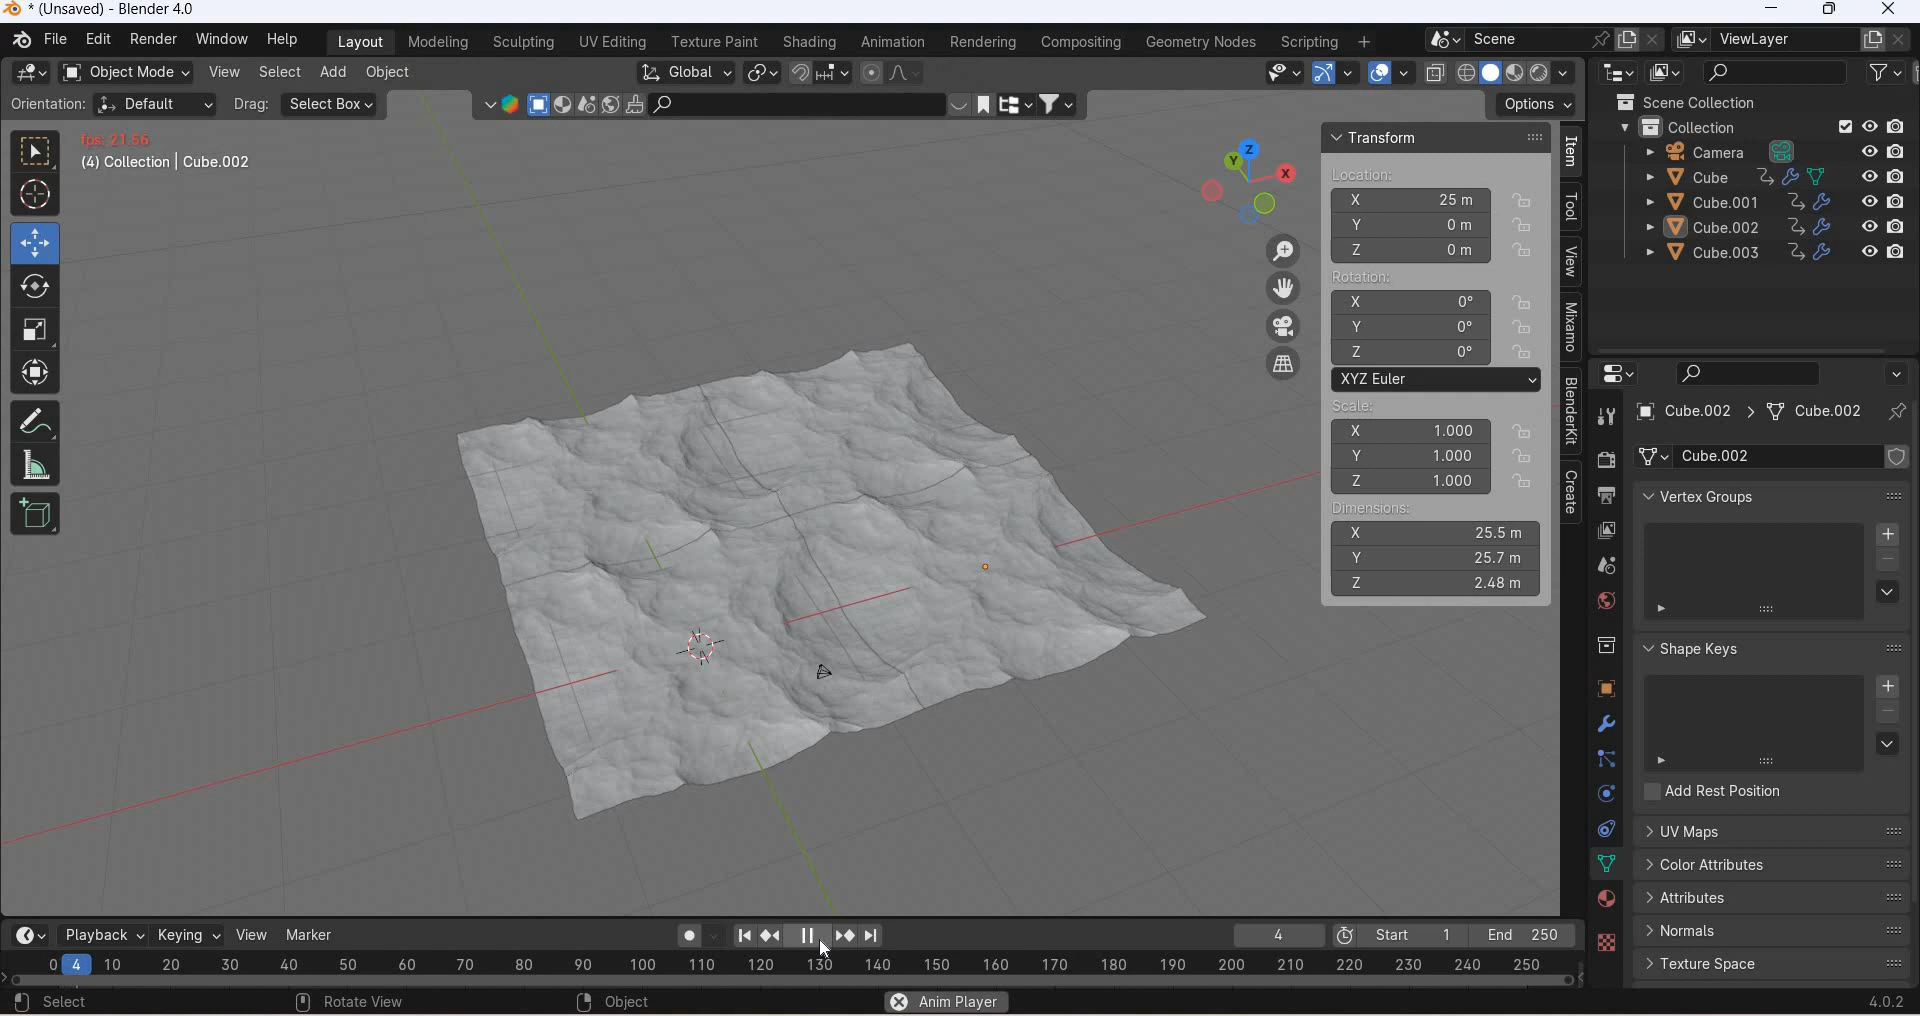 * (Unsaved) - Blender 4.0
File Edit Render Window Help Layout Modeling Sculpting UV Editing Texture Paint Shading Animation Rendering Compositing Geometry Nodes Scripting + Scene ViewLayer
Object Mode View Select Add Object Global
Orientation: Default Drag: Select Box Options
fps: 21.56
(4) Collection | Cube.002
Z
Y
X
Transform
Location:
X 25 m
Y 0 m
Z 0 m
Rotation:
X 0°
Y 0°
Z 0°
XYZ Euler
Scale:
X 1.000
Y 1.000
Z 1.000
Dimensions:
X 25.5 m
Y 25.7 m
Z 2.48 m
Item
Tool
View
Mixamo
BlenderKit
Create
Scene Collection
Collection
Camera
Cube
Cube.001
Cube.002
Cube.003
Cube.002 > Cube.002
Cube.002
Vertex Groups
Shape Keys
Add Rest Position
UV Maps
Color Attributes
Attributes
Normals
Texture Space
Playback Keying View Marker 4 Start 1 End 250
0 4 10 20 30 40 50 60 70 80 90 100 110 120 130 140 150 160 170 180 190 200 210 220 230 240 250
Select Rotate View Object Anim Player 4.0.2